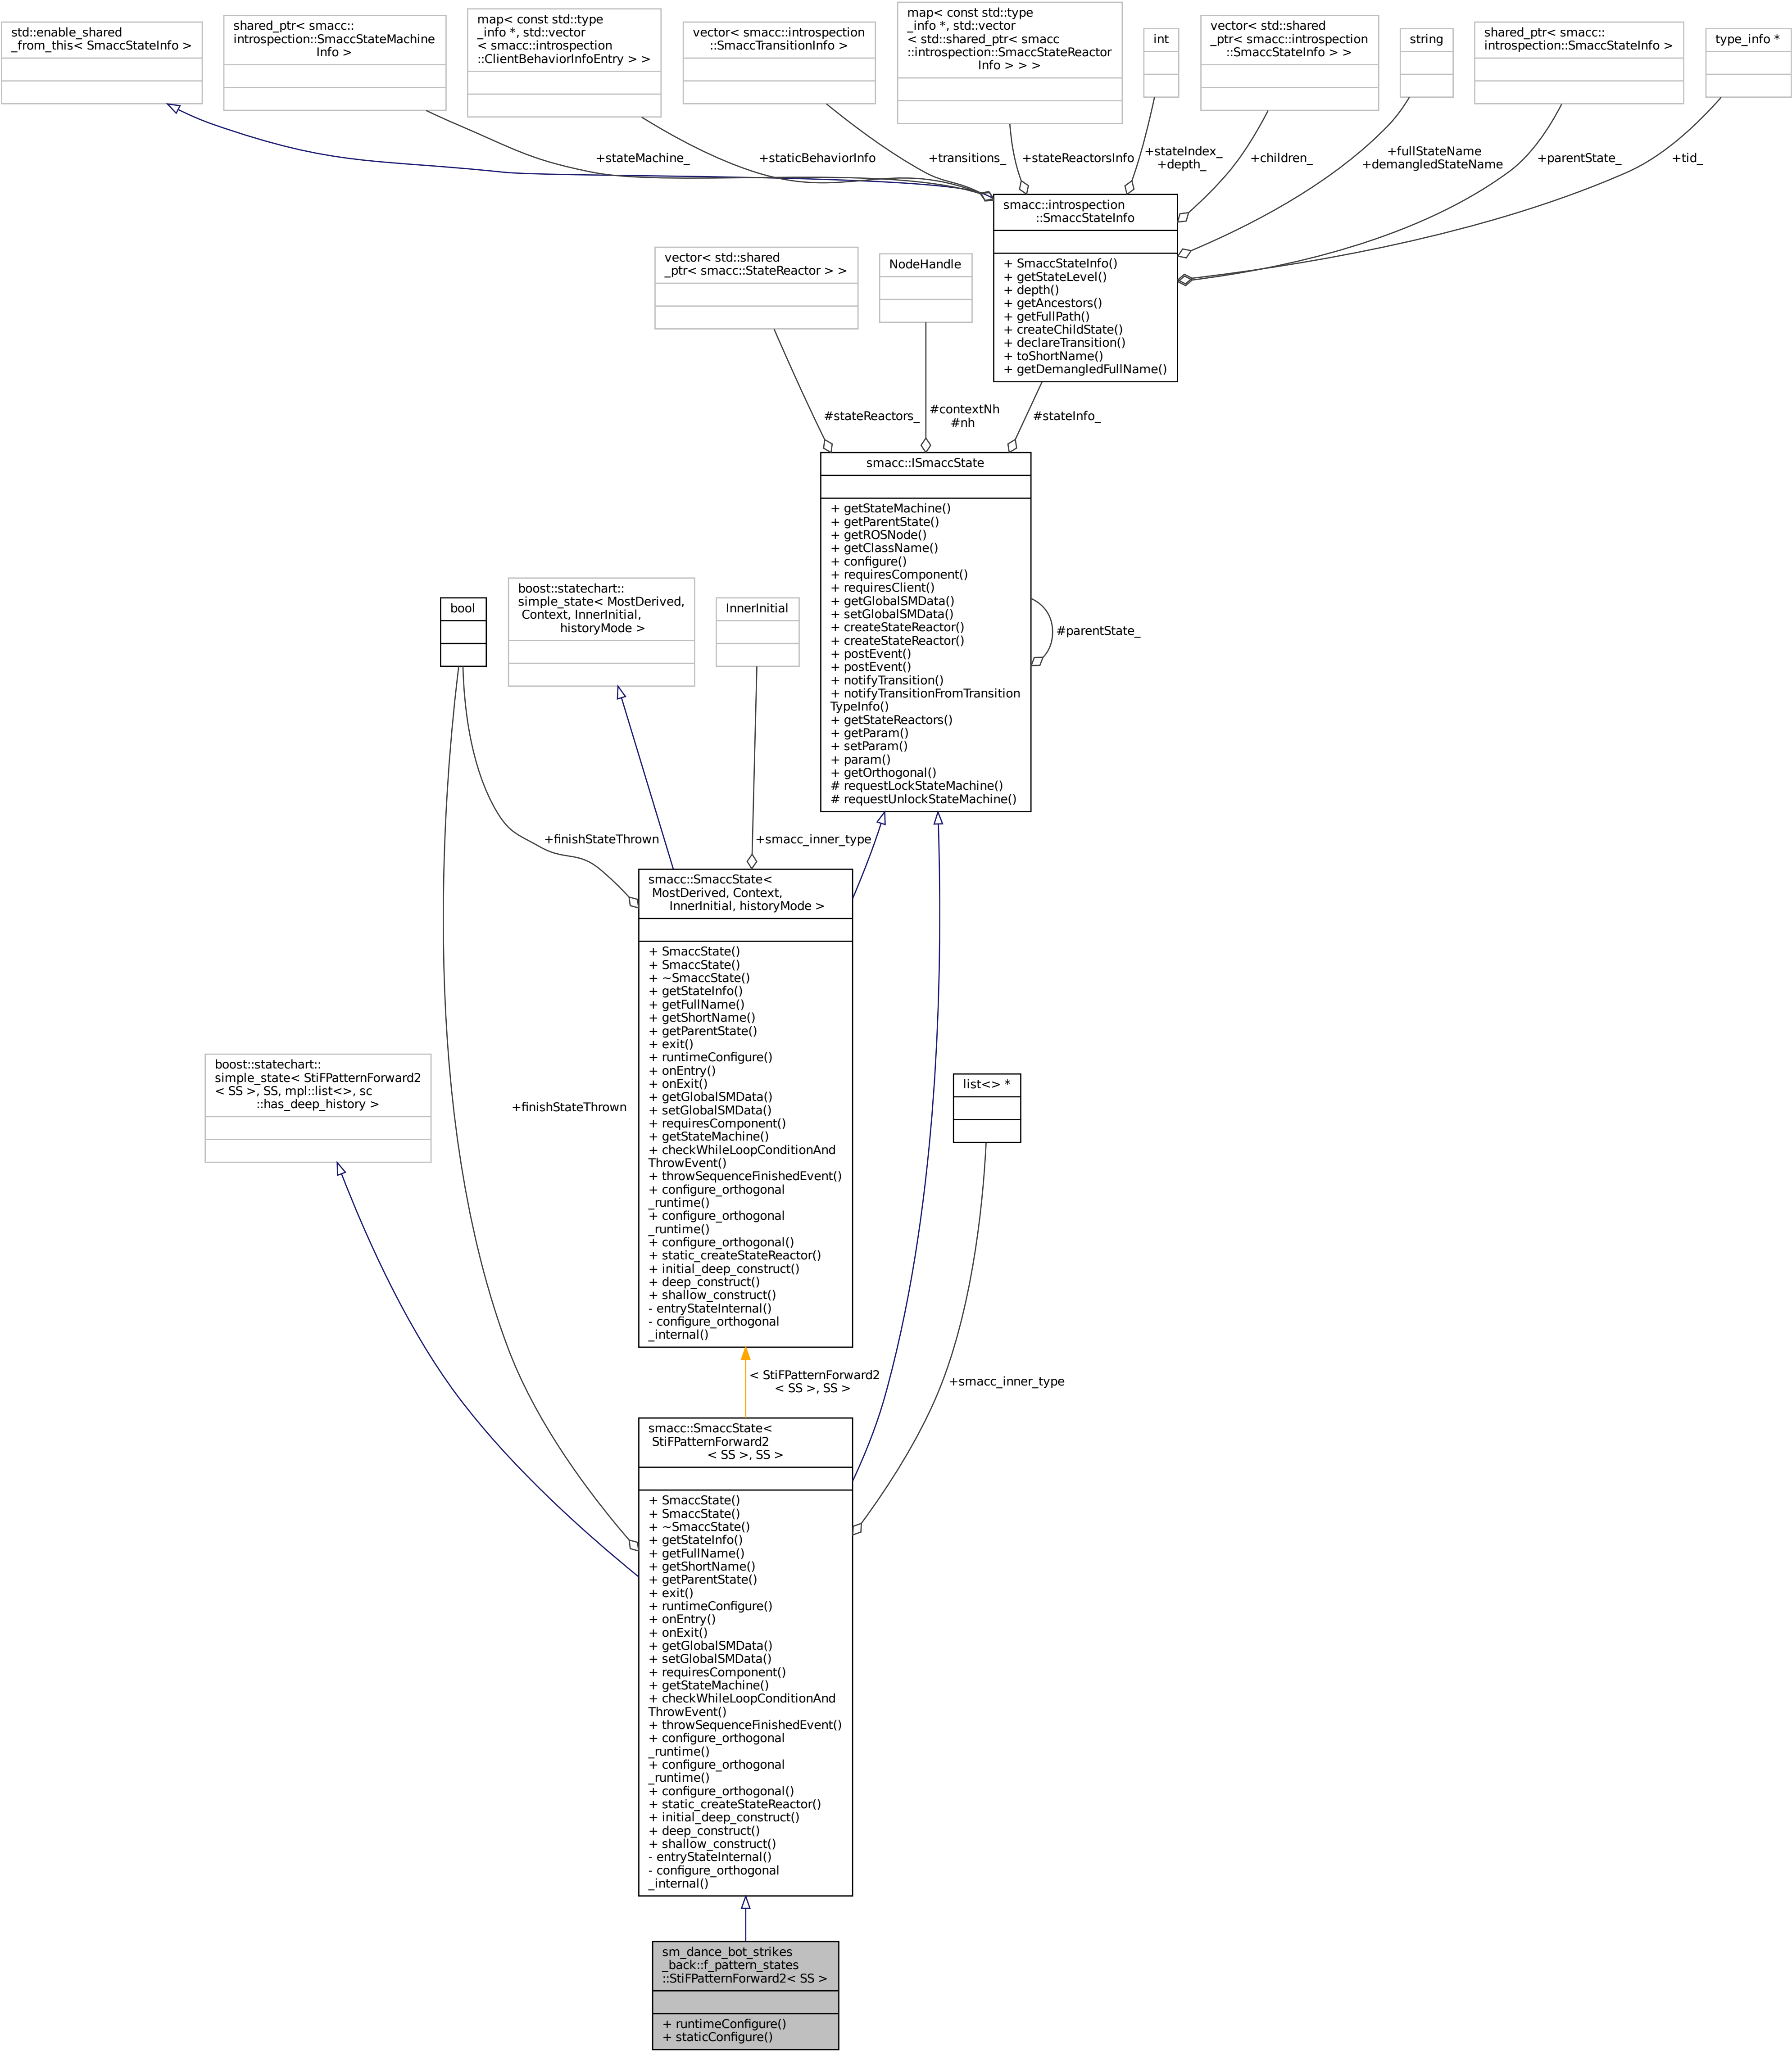 std::enable_shared
_from_this< SmaccStateInfo >
shared_ptr< smacc::
introspection::SmaccStateMachine
Info >
map< const std::type
_info *, std::vector
< smacc::introspection
::ClientBehaviorInfoEntry > >
vector< smacc::introspection
::SmaccTransitionInfo >
map< const std::type
_info *, std::vector
< std::shared_ptr< smacc
::introspection::SmaccStateReactor
Info > > >
int
vector< std::shared
_ptr< smacc::introspection
::SmaccStateInfo > >
string
shared_ptr< smacc::
introspection::SmaccStateInfo >
type_info *
+stateMachine_
+staticBehaviorInfo
+transitions_
+stateReactorsInfo
+stateIndex_
+depth_
+children_
+fullStateName
+demangledStateName
+parentState_
+tid_
smacc::introspection
::SmaccStateInfo
+ SmaccStateInfo()
+ getStateLevel()
+ depth()
+ getAncestors()
+ getFullPath()
+ createChildState()
+ declareTransition()
+ toShortName()
+ getDemangledFullName()
vector< std::shared
_ptr< smacc::StateReactor > >
NodeHandle
#stateReactors_
#contextNh
#nh
#stateInfo_
smacc::ISmaccState
+ getStateMachine()
+ getParentState()
+ getROSNode()
+ getClassName()
+ configure()
+ requiresComponent()
+ requiresClient()
+ getGlobalSMData()
+ setGlobalSMData()
+ createStateReactor()
+ createStateReactor()
+ postEvent()
+ postEvent()
+ notifyTransition()
+ notifyTransitionFromTransition
TypeInfo()
+ getStateReactors()
+ getParam()
+ setParam()
+ param()
+ getOrthogonal()
# requestLockStateMachine()
# requestUnlockStateMachine()
#parentState_
bool
boost::statechart::
simple_state< MostDerived,
Context, InnerInitial,
historyMode >
InnerInitial
+finishStateThrown
+smacc_inner_type
smacc::SmaccState<
MostDerived, Context,
InnerInitial, historyMode >
+ SmaccState()
+ SmaccState()
+ ~SmaccState()
+ getStateInfo()
+ getFullName()
+ getShortName()
+ getParentState()
+ exit()
+ runtimeConfigure()
+ onEntry()
+ onExit()
+ getGlobalSMData()
+ setGlobalSMData()
+ requiresComponent()
+ getStateMachine()
+ checkWhileLoopConditionAnd
ThrowEvent()
+ throwSequenceFinishedEvent()
+ configure_orthogonal
_runtime()
+ configure_orthogonal
_runtime()
+ configure_orthogonal()
+ static_createStateReactor()
+ initial_deep_construct()
+ deep_construct()
+ shallow_construct()
- entryStateInternal()
- configure_orthogonal
_internal()
boost::statechart::
simple_state< StiFPatternForward2
< SS >, SS, mpl::list<>, sc
::has_deep_history >
+finishStateThrown
list<> *
< StiFPatternForward2
< SS >, SS >
+smacc_inner_type
smacc::SmaccState<
StiFPatternForward2
< SS >, SS >
+ SmaccState()
+ SmaccState()
+ ~SmaccState()
+ getStateInfo()
+ getFullName()
+ getShortName()
+ getParentState()
+ exit()
+ runtimeConfigure()
+ onEntry()
+ onExit()
+ getGlobalSMData()
+ setGlobalSMData()
+ requiresComponent()
+ getStateMachine()
+ checkWhileLoopConditionAnd
ThrowEvent()
+ throwSequenceFinishedEvent()
+ configure_orthogonal
_runtime()
+ configure_orthogonal
_runtime()
+ configure_orthogonal()
+ static_createStateReactor()
+ initial_deep_construct()
+ deep_construct()
+ shallow_construct()
- entryStateInternal()
- configure_orthogonal
_internal()
sm_dance_bot_strikes
_back::f_pattern_states
::StiFPatternForward2< SS >
+ runtimeConfigure()
+ staticConfigure()